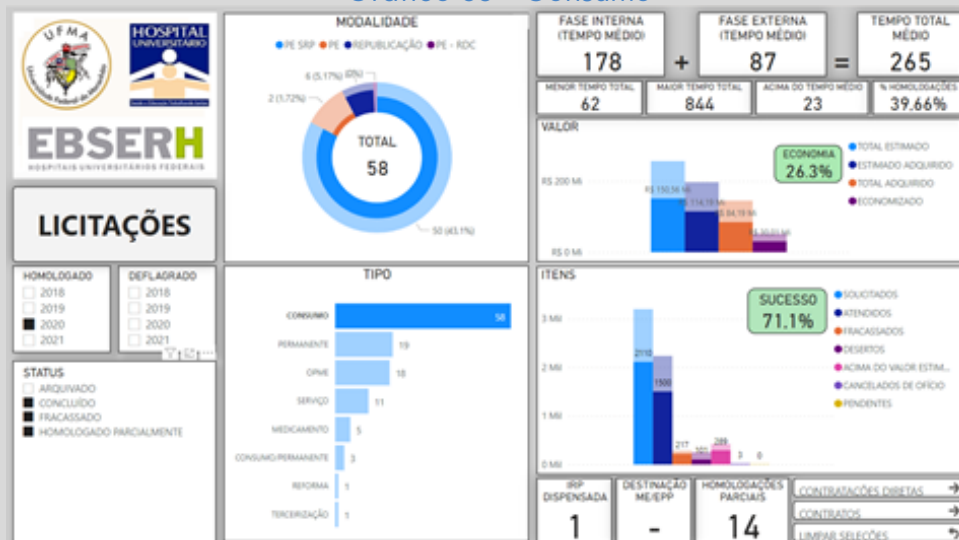 UFMA
Universidade Federal do Maranhão
HOSPITAL
UNIVERSITÁRIO
EBSERH
HOSPITAIS UNIVERSITÁRIOS FEDERAIS
LICITAÇÕES
HOMOLOGADO
2018
2019
2020
2021
DEFLAGRADO
2018
2019
2020
2021
STATUS
ARQUIVADO
CONCLUÍDO
FRACASSADO
HOMOLOGADO PARCIALMENTE
MODALIDADE
PE SRP PE REPUBLICAÇÃO PE - RDC
6 (5,17%)
2 (1,72%)
TOTAL
58
50 (43,1%)
TIPO
CONSUMO 58
PERMANENTE 19
OPME 18
SERVIÇO 11
MEDICAMENTO 5
CONSUMO/PERMANENTE 3
REFORMA 1
TERCEIRIZAÇÃO 1
FASE INTERNA
(TEMPO MÉDIO)
178
+
FASE EXTERNA
(TEMPO MÉDIO)
87
=
TEMPO TOTAL
MÉDIO
265
MENOR TEMPO TOTAL
62
MAIOR TEMPO TOTAL
844
ACIMA DO TEMPO MÉDIO
23
% HOMOLOGAÇÕES
39.66%
VALOR
R$ 200 Mi
R$ 0 Mi
R$ 150,56 Mi
R$ 114,19 Mi
R$ 84,19 Mi
ECONOMIA
26.3%
TOTAL ESTIMADO
ESTIMADO ADQUIRIDO
TOTAL ADQUIRIDO
ECONOMIZADO
ITENS
3 Mil
2 Mil
1 Mil
0 Mil
2110
1500
217
289
3
0
SUCESSO
71,1%
SOLICITADOS
ATENDIDOS
FRACASSADOS
DESERTOS
ACIMA DO VALOR ESTIM...
CANCELADOS DE OFÍCIO
PENDENTES
IRP
DISPENSADA
1
DESTINAÇÃO
ME/EPP
-
HOMOLOGAÇÕES
PARCIAIS
14
CONTRATAÇÕES DIRETAS
CONTRATOS
LIMPAR SELEÇÕES